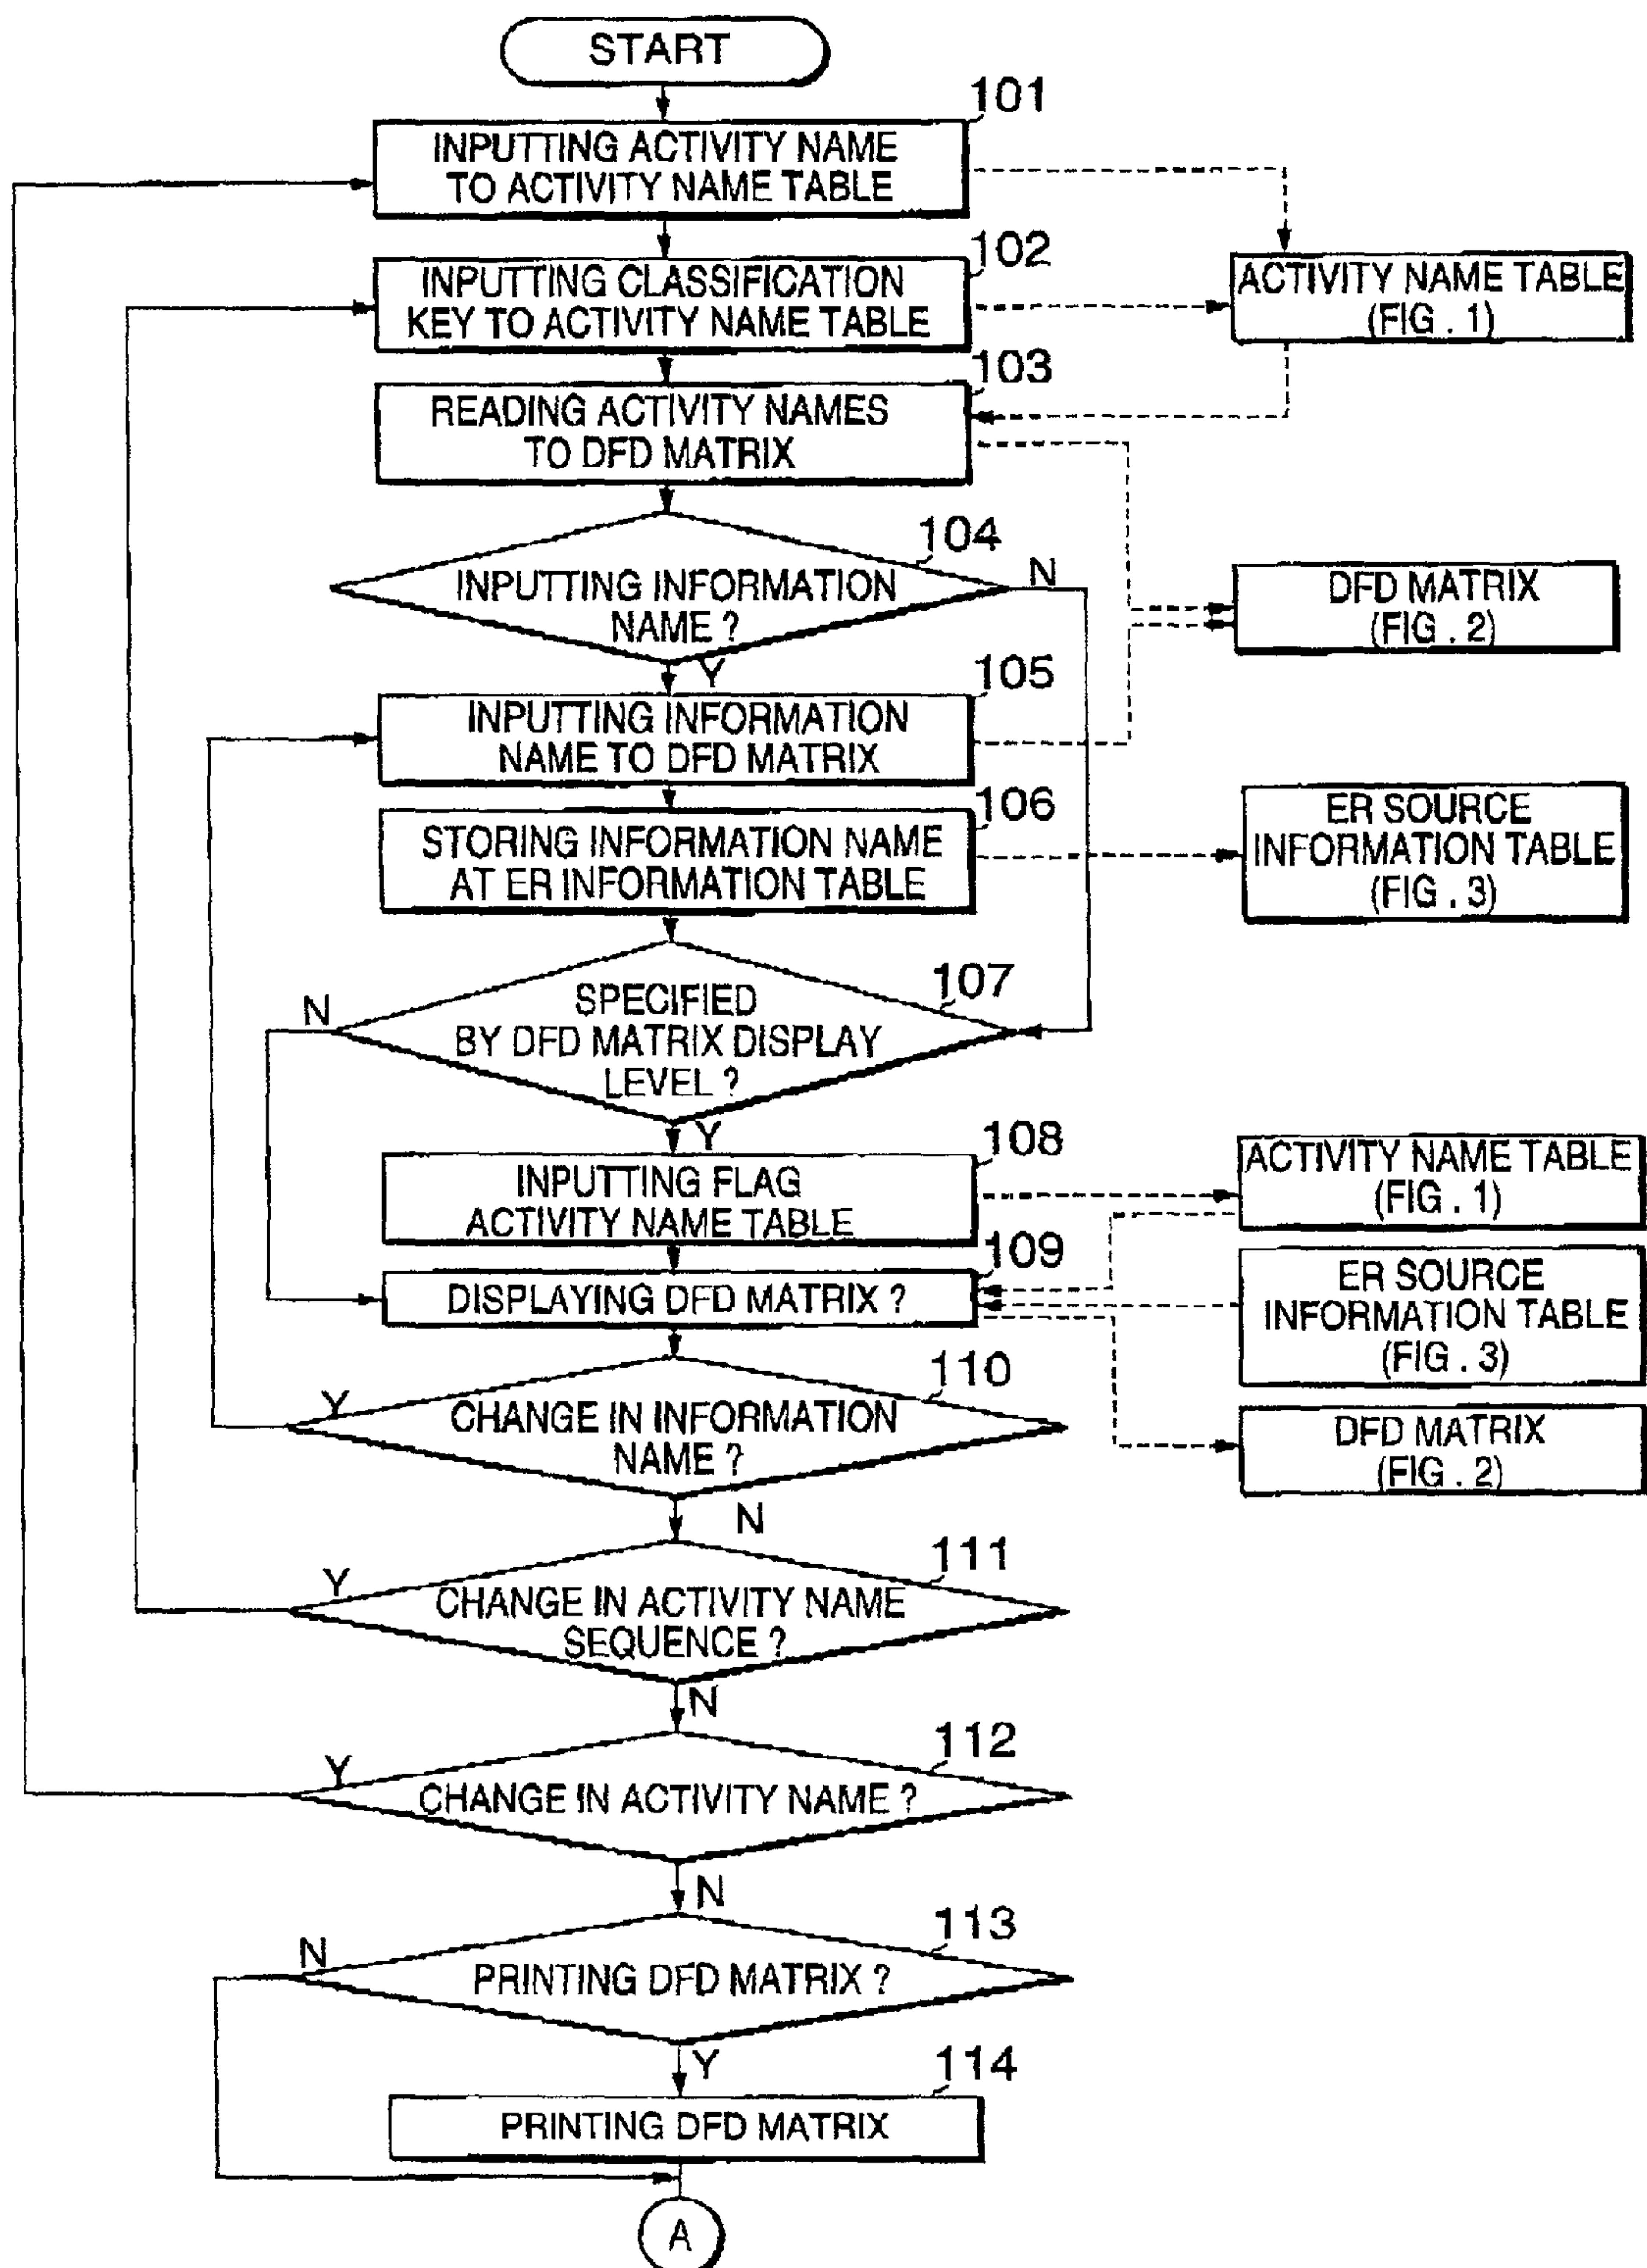 START
101
INPUTTING ACTIVITY NAME
TO ACTIVITY NAME TABLE
102
INPUTTING CLASSIFICATION
KEY TO ACTIVITY NAME TABLE
ACTIVITY NAME TABLE
(FIG . 1)
103
READING ACTIVITY NAMES
TO DFD MATRIX
104
INPUTTING INFORMATION
NAME ?
N
Y
DFD MATRIX
(FIG . 2)
105
INPUTTING INFORMATION
NAME TO DFD MATRIX
106
STORING INFORMATION NAME
AT ER INFORMATION TABLE
ER SOURCE
INFORMATION TABLE
(FIG . 3)
107
N
SPECIFIED
BY DFD MATRIX DISPLAY
LEVEL ?
Y
108
INPUTTING FLAG
ACTIVITY NAME TABLE
ACTIVITY NAME TABLE
(FIG . 1)
109
DISPLAYING DFD MATRIX ?
ER SOURCE
INFORMATION TABLE
(FIG . 3)
110
Y
CHANGE IN INFORMATION
NAME ?
N
DFD MATRIX
(FIG . 2)
111
Y
CHANGE IN ACTIVITY NAME
SEQUENCE ?
N
112
Y
CHANGE IN ACTIVITY NAME ?
N
113
N
PRINTING DFD MATRIX ?
Y
114
PRINTING DFD MATRIX
A